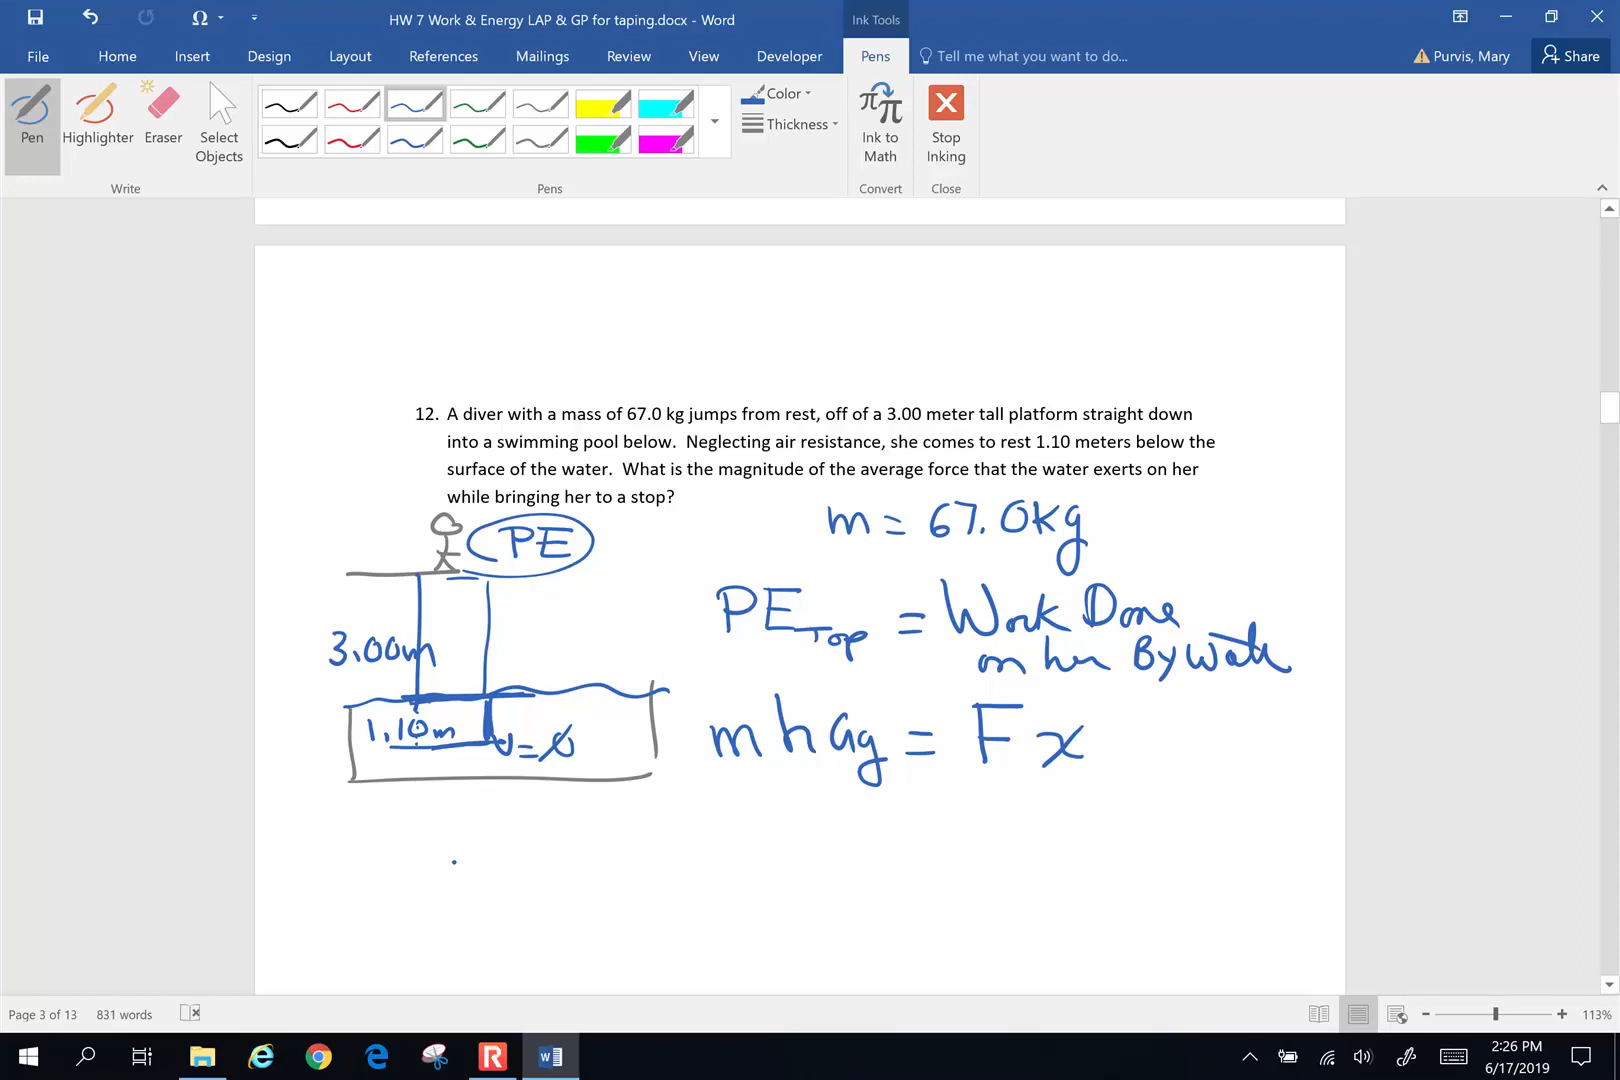 HW 7 Work & Energy LAP & GP for taping.docx - Word
Ink Tools
File Home Insert Design Layout References Mailings Review View Developer Pens Tell me what you want to do... Purvis, Mary Share
Pen Highlighter Eraser Select Objects
Color
Thickness
Ink to Math
Stop Inking
Write Pens Convert Close
12. A diver with a mass of 67.0 kg jumps from rest, off of a 3.00 meter tall platform straight down
into a swimming pool below. Neglecting air resistance, she comes to rest 1.10 meters below the
surface of the water. What is the magnitude of the average force that the water exerts on her
while bringing her to a stop?
m = 67.0kg
PE
PE Top = Work Done
on her By Water
3.00m
1.10m v=0
m h ag = F x
Page 3 of 13 831 words 113%
2:26 PM
6/17/2019